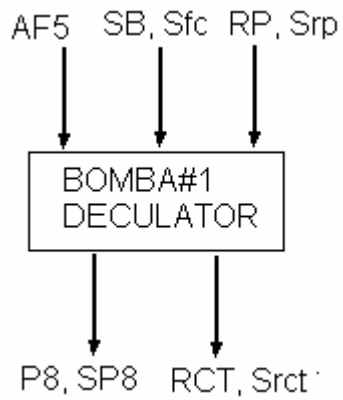 AF5 SB, Sfc RP, Srp
BOMBA#1
DECULATOR
P8, SP8 RCT, Srct